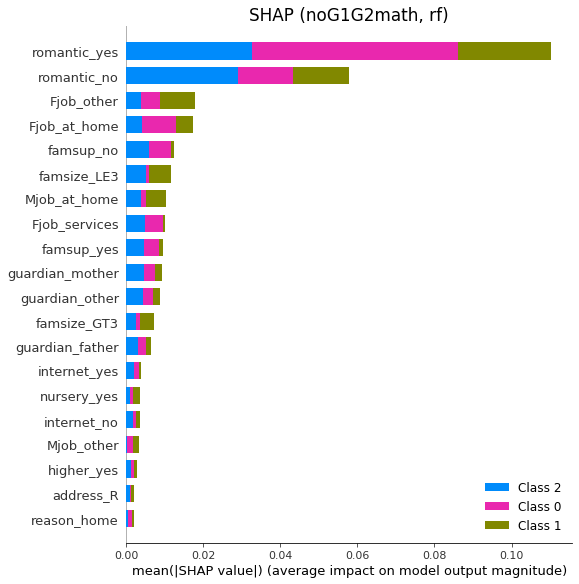 SHAP (noG1G2math, rf)
romantic_yes
romantic_no
Fjob_other
Fjob_at_home
famsup_no
famsize_LE3
Mjob_at_home
Fjob_services
famsup_yes
guardian_mother
guardian_other
famsize_GT3
guardian_father
internet_yes
nursery_yes
internet_no
Mjob_other
higher_yes
address_R
reason_home
Class 2
Class 0
Class 1
0.00 0.02 0.04 0.06 0.08 0.10
mean(|SHAP value|) (average impact on model output magnitude)